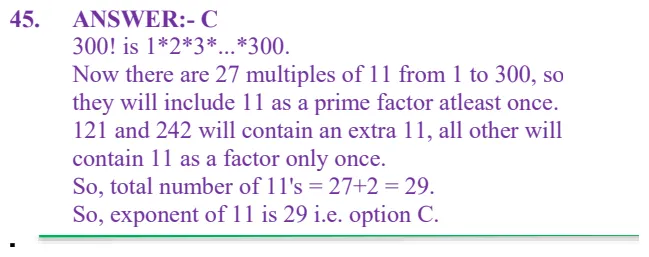 45. ANSWER:- C
300! is 1*2*3*...*300.
Now there are 27 multiples of 11 from 1 to 300, so
they will include 11 as a prime factor atleast once.
121 and 242 will contain an extra 11, all other will
contain 11 as a factor only once.
So, total number of 11's = 27+2 = 29.
So, exponent of 11 is 29 i.e. option C.